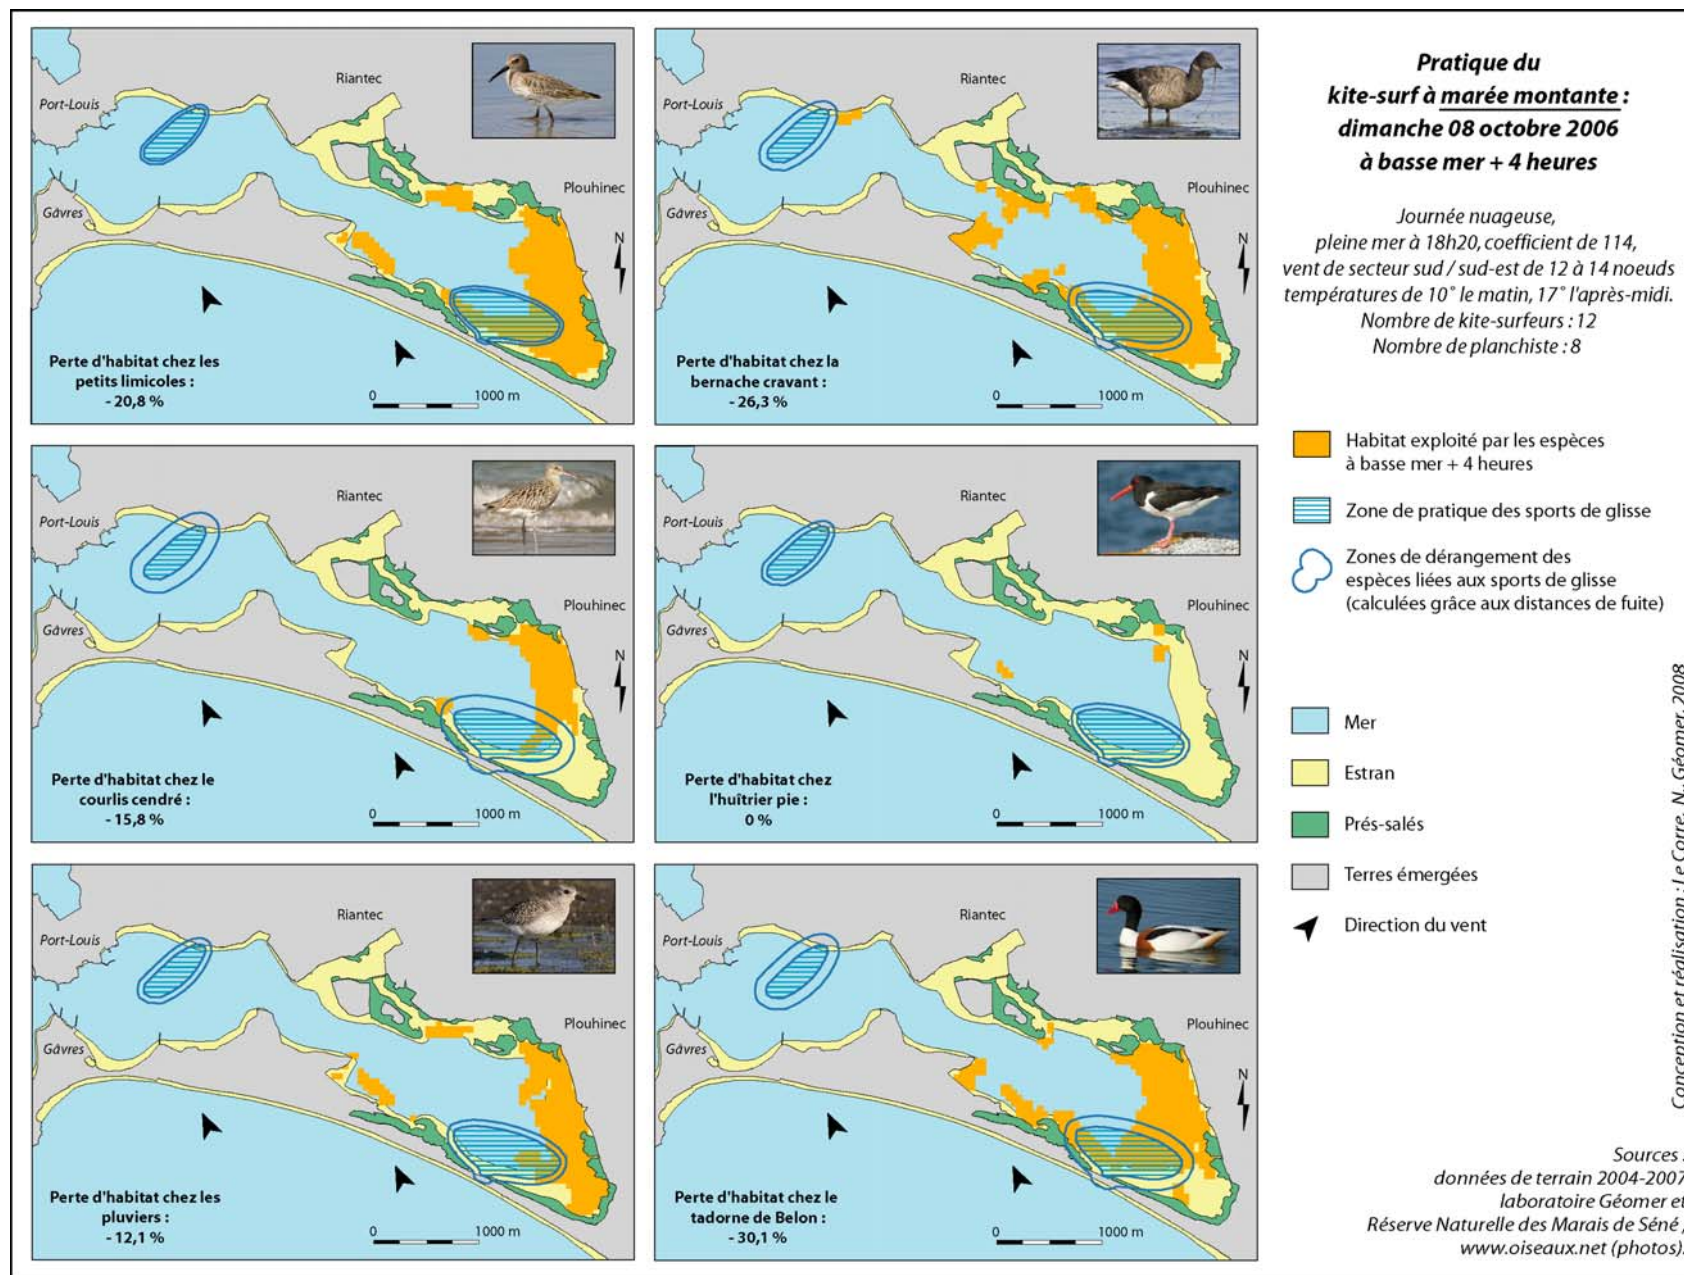 Port-Louis
Riantec
Plouhinec
Gâvres
N
Perte d'habitat chez les
petits limicoles :
- 20,8 %
0 1000 m
Port-Louis
Riantec
Plouhinec
Gâvres
N
Perte d'habitat chez la
bernache cravant :
- 26,3 %
0 1000 m
Port-Louis
Riantec
Plouhinec
Gâvres
N
Perte d'habitat chez le
courlis cendré :
- 15,8 %
0 1000 m
Port-Louis
Riantec
Plouhinec
Gâvres
N
Perte d'habitat chez
l'huîtrier pie :
0 %
0 1000 m
Port-Louis
Riantec
Plouhinec
Gâvres
N
Perte d'habitat chez les
pluviers :
- 12,1 %
0 1000 m
Port-Louis
Riantec
Plouhinec
Gâvres
N
Perte d'habitat chez le
tadorne de Belon :
- 30,1 %
0 1000 m
Pratique du
kite-surf à marée montante :
dimanche 08 octobre 2006
à basse mer + 4 heures
Journée nuageuse,
pleine mer à 18h20, coefficient de 114,
vent de secteur sud / sud-est de 12 à 14 noeuds
températures de 10° le matin, 17° l'après-midi.
Nombre de kite-surfeurs : 12
Nombre de planchiste : 8
Habitat exploité par les espèces
à basse mer + 4 heures
Zone de pratique des sports de glisse
Zones de dérangement des
espèces liées aux sports de glisse
(calculées grâce aux distances de fuite)
Mer
Estran
Prés-salés
Terres émergées
Direction du vent
Conception et réalisation : Le Corre, N., Géomer, 2008
Sources :
données de terrain 2004-2007
laboratoire Géomer et
Réserve Naturelle des Marais de Séné ;
www.oiseaux.net (photos).